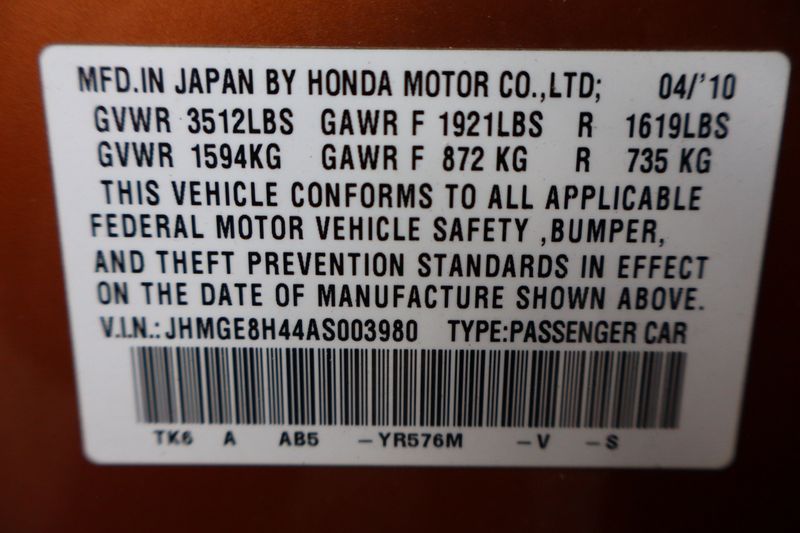 MFD.IN JAPAN BY HONDA MOTOR CO.,LTD; 04/'10
GVWR 3512LBS GAWR F 1921LBS R 1619LBS
GVWR 1594KG GAWR F 872 KG R 735 KG
THIS VEHICLE CONFORMS TO ALL APPLICABLE
FEDERAL MOTOR VEHICLE SAFETY ,BUMPER,
AND THEFT PREVENTION STANDARDS IN EFFECT
ON THE DATE OF MANUFACTURE SHOWN ABOVE.
V.I.N.: JHMGE8H44AS003980 TYPE:PASSENGER CAR
TK6 A AB5 -YR576M -V -S